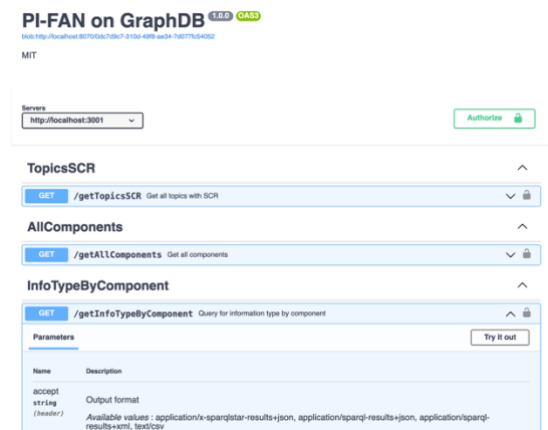 PI-FAN on GraphDB 1.0.0 OAS3
MIT
Servers
http://localhost:3001
Authorize
TopicsSCR
GET /getTopicsSCR Get all topics with SCR
AllComponents
GET /getAllComponents Get all components
InfoTypeByComponent
GET /getInfoTypeByComponent Query for information type by component
Parameters
Try it out
Name Description
accept
string
(header)
Output format
Available values : application/x-sparqlstar-results+json, application/sparql-results+json, application/sparql-
results+xml, text/csv